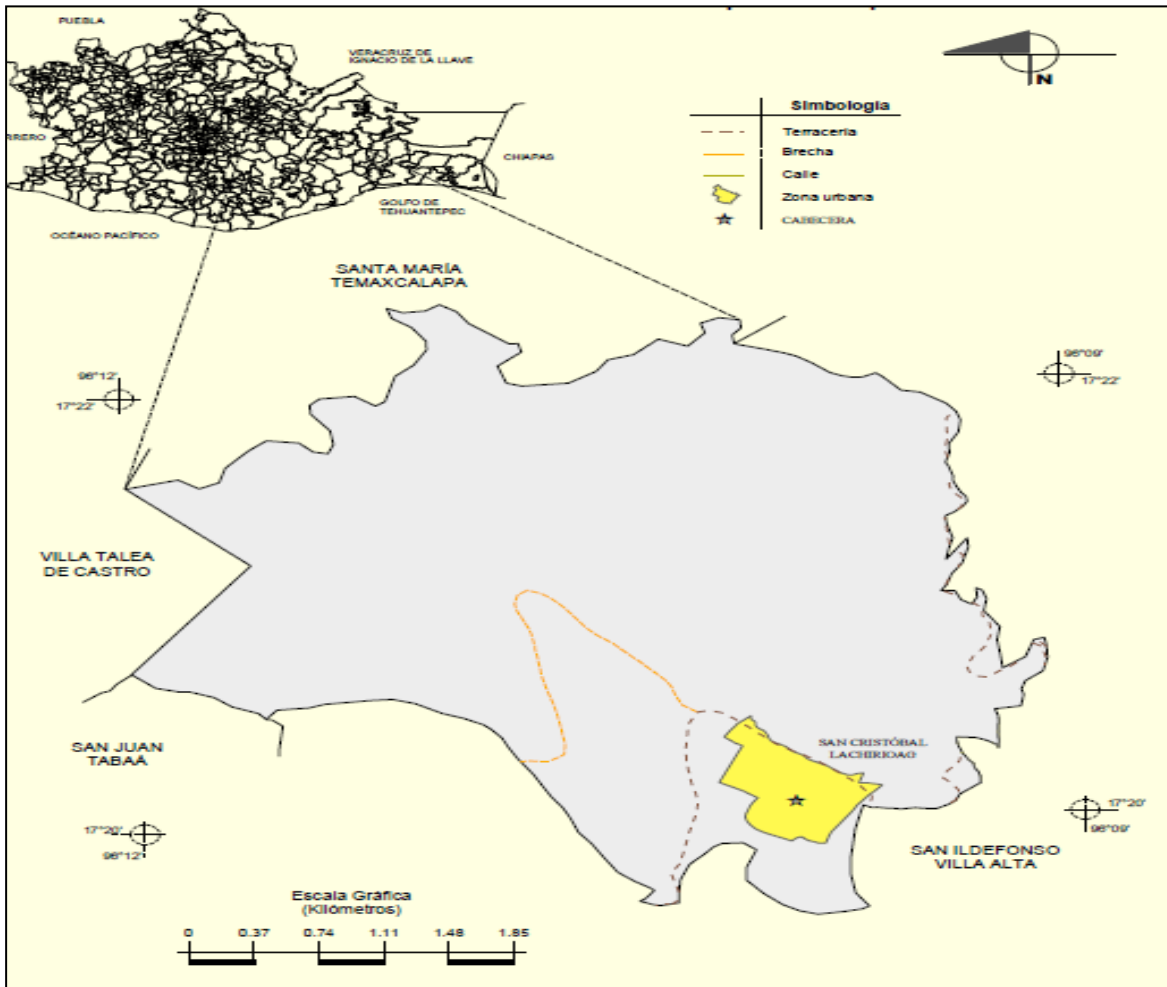 PUEBLA
VERACRUZ DE
IGNACIO DE LA LLAVE
RRERO
CHIAPAS
GOLFO DE
TEHUANTEPEC
OCÉANO PACÍFICO
N
Simbología
Terracería
Brecha
Calle
Zona urbana
CABECERA
SANTA MARÍA
TEMAXCALAPA
96°12'
17°22'
96°09'
17°22'
VILLA TALEA
DE CASTRO
SAN JUAN
TABAÁ
SAN CRISTÓBAL
LACHIRIOAG
17°20'
96°12'
17°20'
96°09'
SAN ILDEFONSO
VILLA ALTA
Escala Gráfica
(Kilómetros)
0 0.37 0.74 1.11 1.48 1.85